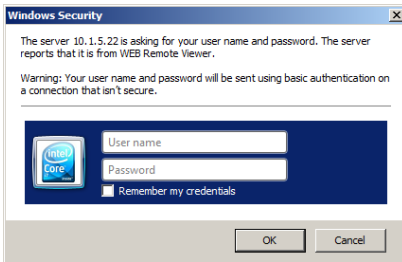 Windows Security
The server 10.1.5.22 is asking for your user name and password. The server
reports that it is from WEB Remote Viewer.
Warning: Your user name and password will be sent using basic authentication on
a connection that isn't secure.
User name
intel
Core
Password
Remember my credentials
OK Cancel